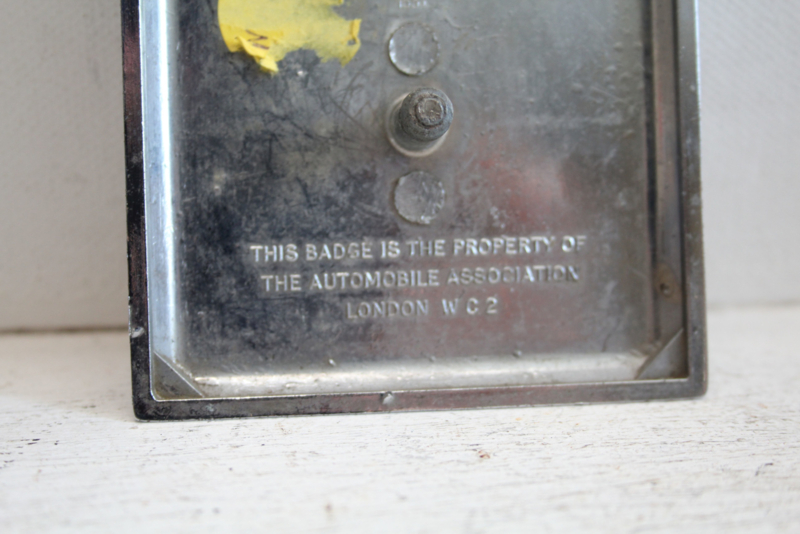 THIS BADGE IS THE PROPERTY OF
THE AUTOMOBILE ASSOCIATION
LONDON W C 2